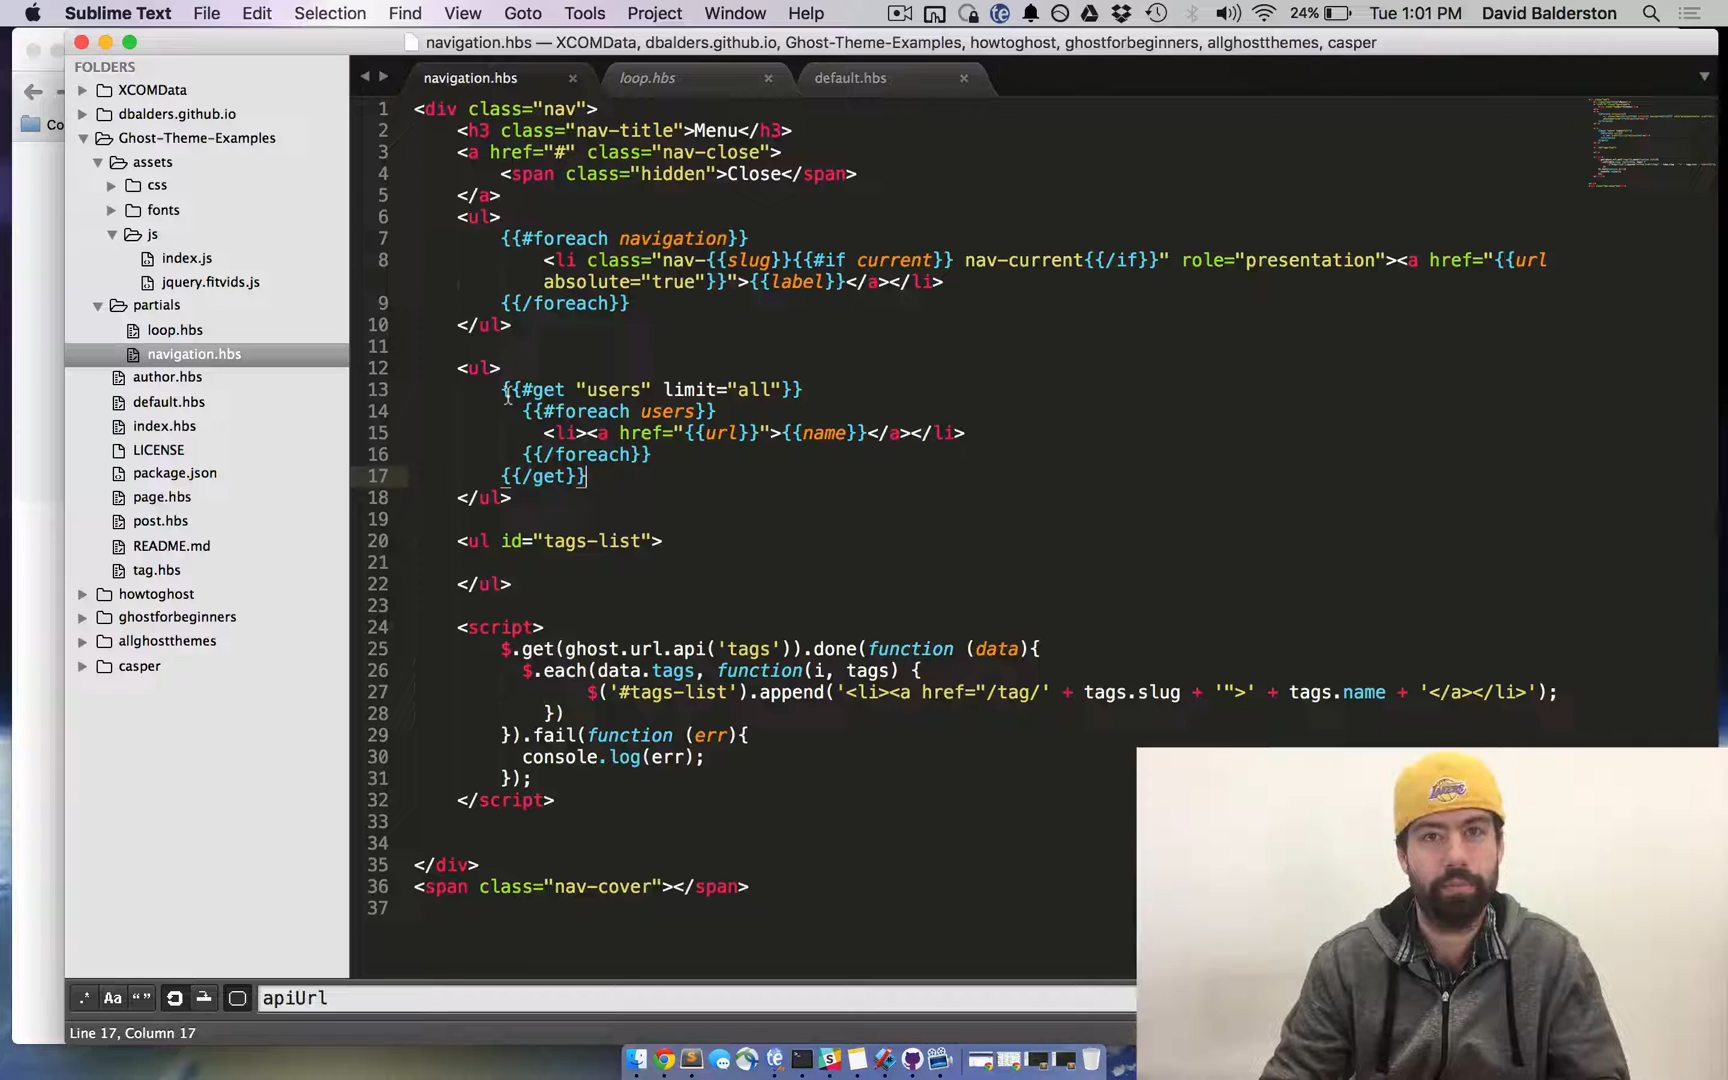 Sublime Text File Edit Selection Find View Goto Tools Project Window Help 24% Tue 1:01 PM David Balderston
navigation.hbs — XCOMData, dbalders.github.io, Ghost-Theme-Examples, howtoghost, ghostforbeginners, allghostthemes, casper
Co
FOLDERS
XCOMData
dbalders.github.io
Ghost-Theme-Examples
assets
css
fonts
js
index.js
jquery.fitvids.js
partials
loop.hbs
navigation.hbs
author.hbs
default.hbs
index.hbs
LICENSE
package.json
page.hbs
post.hbs
README.md
tag.hbs
howtoghost
ghostforbeginners
allghostthemes
casper
navigation.hbs × loop.hbs × default.hbs ×
1 <div class="nav">
2 <h3 class="nav-title">Menu</h3>
3 <a href="#" class="nav-close">
4 <span class="hidden">Close</span>
5 </a>
6 <ul>
7 {{#foreach navigation}}
8 <li class="nav-{{slug}}{{#if current}} nav-current{{/if}}" role="presentation"><a href="{{url
absolute="true"}}">{{label}}</a></li>
9 {{/foreach}}
10 </ul>
11
12 <ul>
13 {{#get "users" limit="all"}}
14 {{#foreach users}}
15 <li><a href="{{url}}">{{name}}</a></li>
16 {{/foreach}}
17 {{/get}}
18 </ul>
19
20 <ul id="tags-list">
21
22 </ul>
23
24 <script>
25 $.get(ghost.url.api('tags')).done(function (data){
26 $.each(data.tags, function(i, tags) {
27 $('#tags-list').append('<li><a href="/tag/' + tags.slug + '">' + tags.name + '</a></li>');
28 })
29 }).fail(function (err){
30 console.log(err);
31 });
32 </script>
33
34
35 </div>
36 <span class="nav-cover"></span>
37
.* Aa “ ” apiUrl
Line 17, Column 17
LAKERS